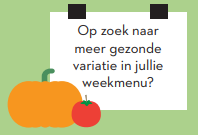 Op zoek naar
meer gezonde
variatie in jullie
weekmenu?